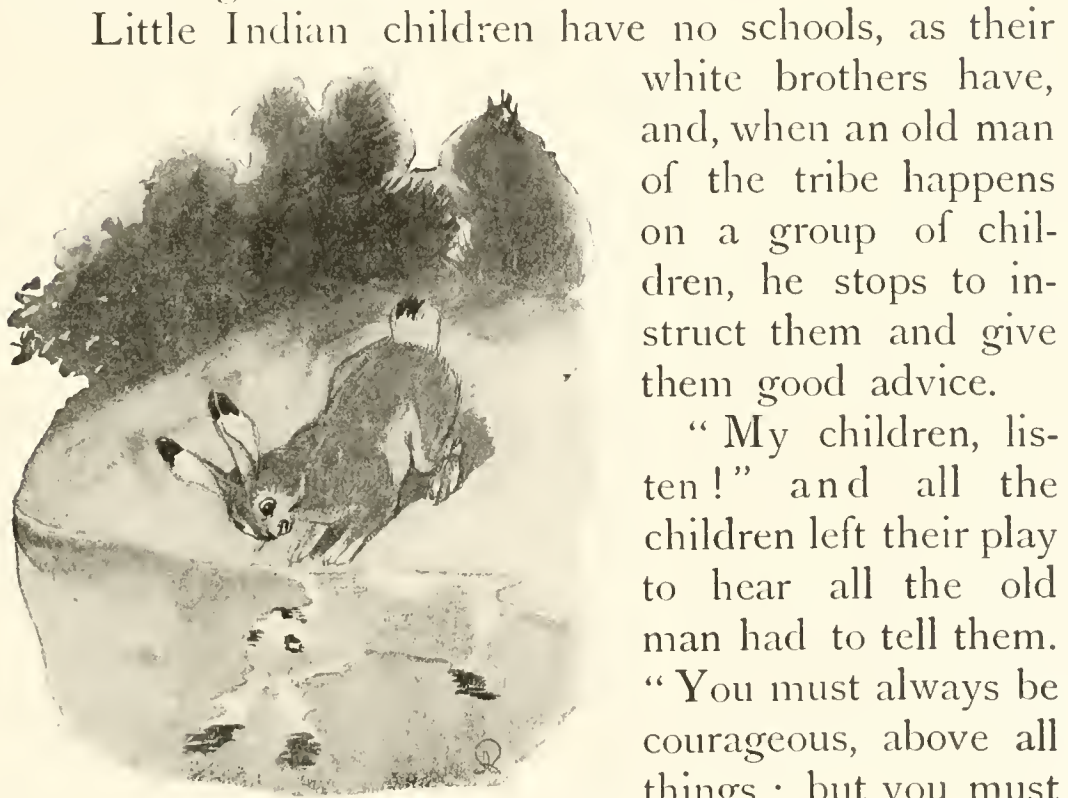 Little Indian children have no schools, as their
white brothers have,
and, when an old man
of the tribe happens
on a group of chil-
dren, he stops to in-
struct them and give
them good advice.
“ My children, lis-
ten ! ” and all the
children left their play
to hear all the old
man had to tell them.
“ You must always be
courageous, above all
things ; but you must